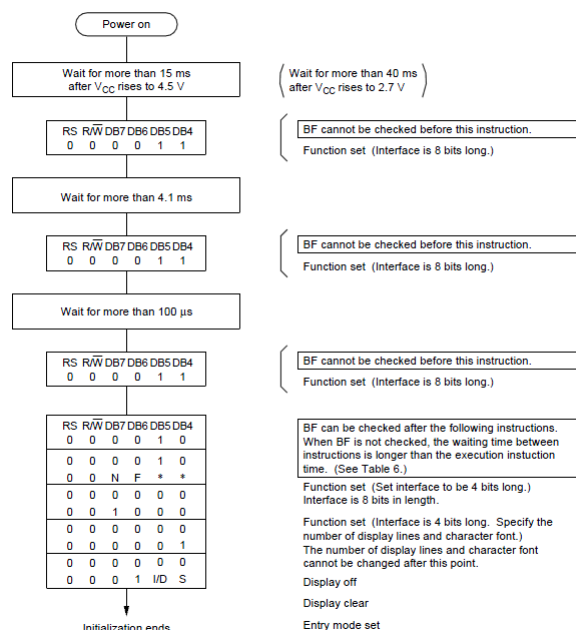 Power on
Wait for more than 15 ms
after VCC rises to 4.5 V
Wait for more than 40 ms
after VCC rises to 2.7 V
RS R/W̅ DB7 DB6 DB5 DB4
0 0 0 0 1 1
BF cannot be checked before this instruction.
Function set (Interface is 8 bits long.)
Wait for more than 4.1 ms
RS R/W̅ DB7 DB6 DB5 DB4
0 0 0 0 1 1
BF cannot be checked before this instruction.
Function set (Interface is 8 bits long.)
Wait for more than 100 µs
RS R/W̅ DB7 DB6 DB5 DB4
0 0 0 0 1 1
BF cannot be checked before this instruction.
Function set (Interface is 8 bits long.)
RS R/W̅ DB7 DB6 DB5 DB4
0 0 0 0 1 0
0 0 0 0 1 0
0 0 N F * *
0 0 0 0 0 0
0 0 1 0 0 0
0 0 0 0 0 0
0 0 0 0 0 1
0 0 0 0 0 0
0 0 0 1 I/D S
BF can be checked after the following instructions.
When BF is not checked, the waiting time between
instructions is longer than the execution instuction
time. (See Table 6.)
Function set (Set interface to be 4 bits long.)
Interface is 8 bits in length.
Function set (Interface is 4 bits long. Specify the
number of display lines and character font.)
The number of display lines and character font
cannot be changed after this point.
Display off
Display clear
Entry mode set
Initialization ends